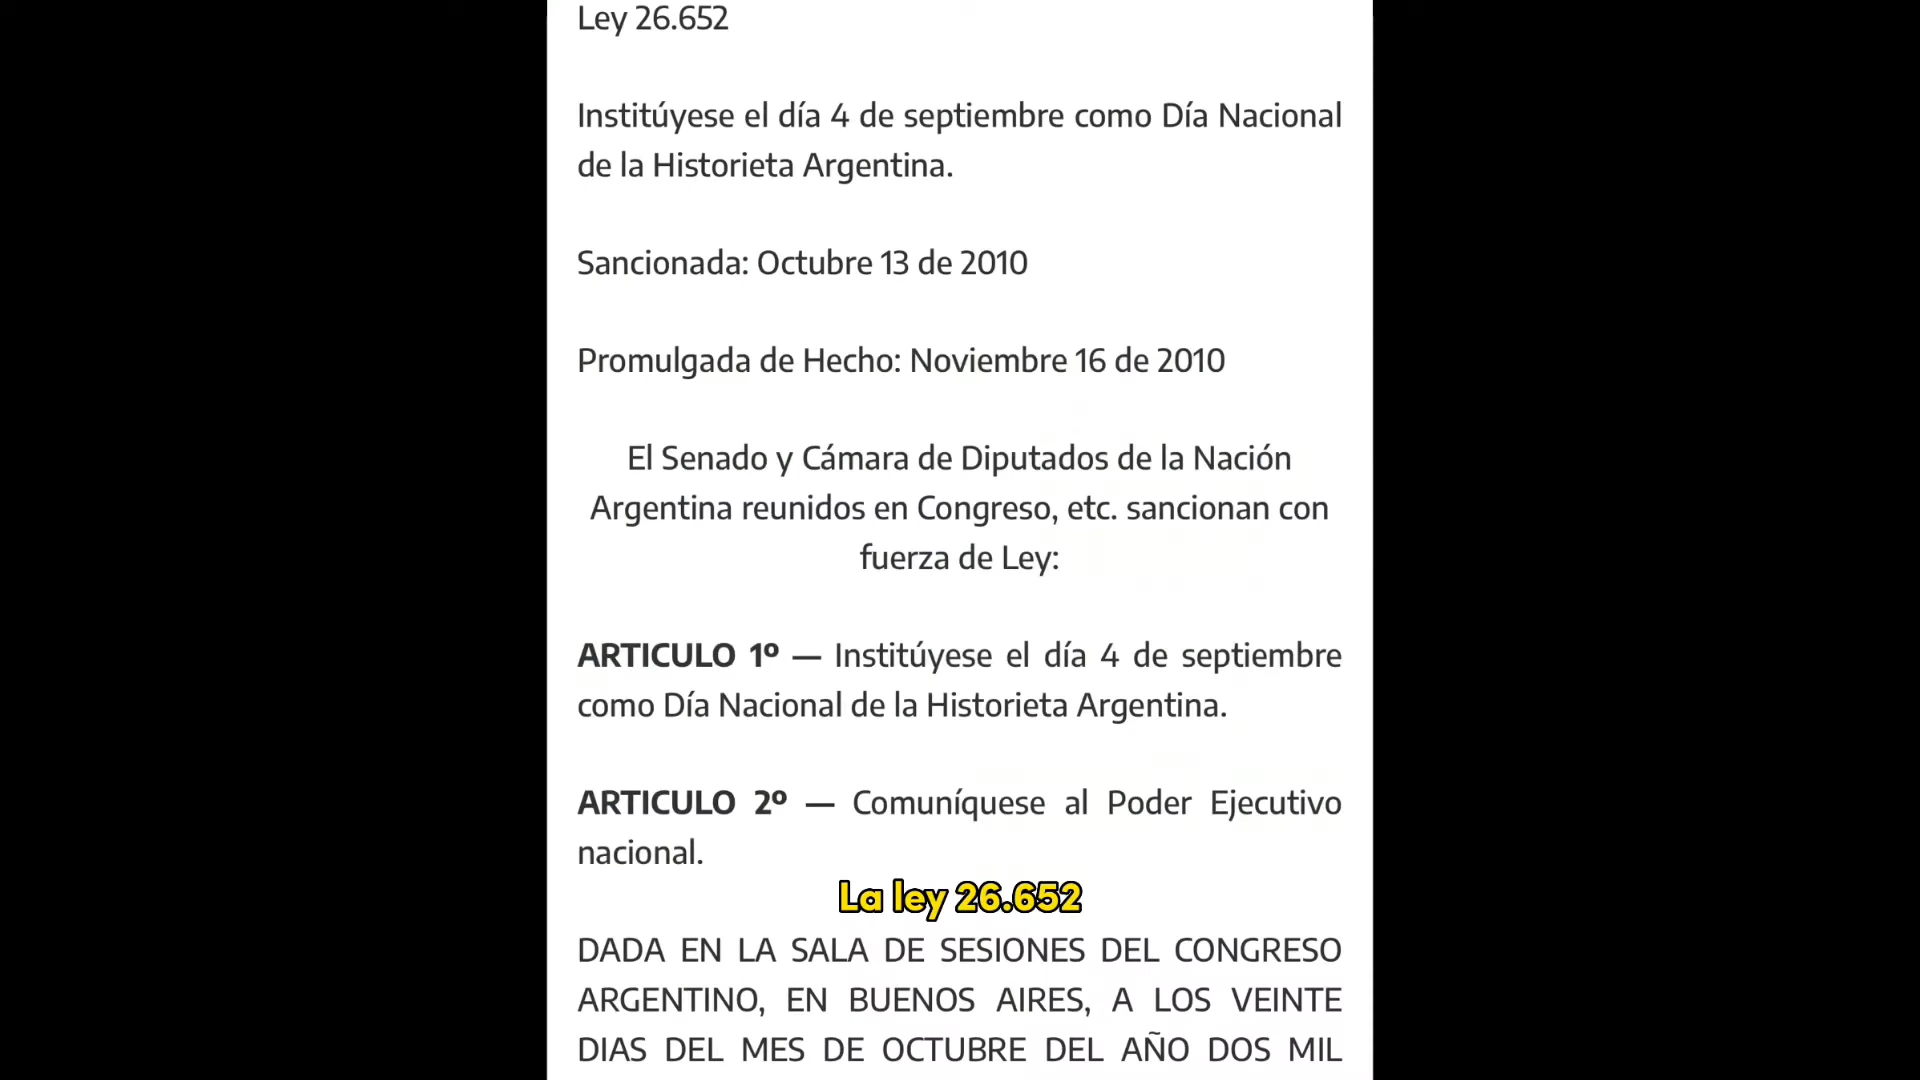 Ley 26.652
Institúyese el día 4 de septiembre como Día Nacional
de la Historieta Argentina.
Sancionada: Octubre 13 de 2010
Promulgada de Hecho: Noviembre 16 de 2010
El Senado y Cámara de Diputados de la Nación
Argentina reunidos en Congreso, etc. sancionan con
fuerza de Ley:
ARTICULO 1º — Institúyese el día 4 de septiembre
como Día Nacional de la Historieta Argentina.
ARTICULO 2º — Comuníquese al Poder Ejecutivo
nacional.
La ley 26.652
DADA EN LA SALA DE SESIONES DEL CONGRESO
ARGENTINO, EN BUENOS AIRES, A LOS VEINTE
DIAS DEL MES DE OCTUBRE DEL AÑO DOS MIL